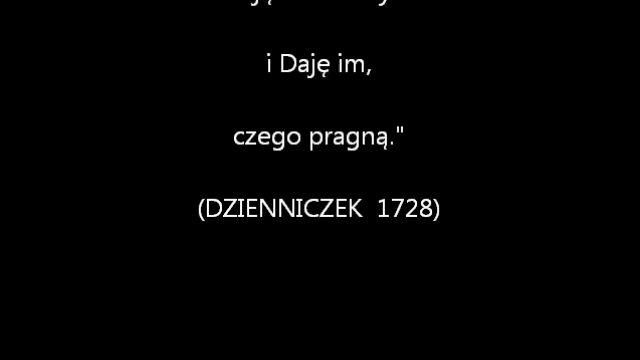 i Daję im,
czego pragną."
(DZIENNICZEK 1728)